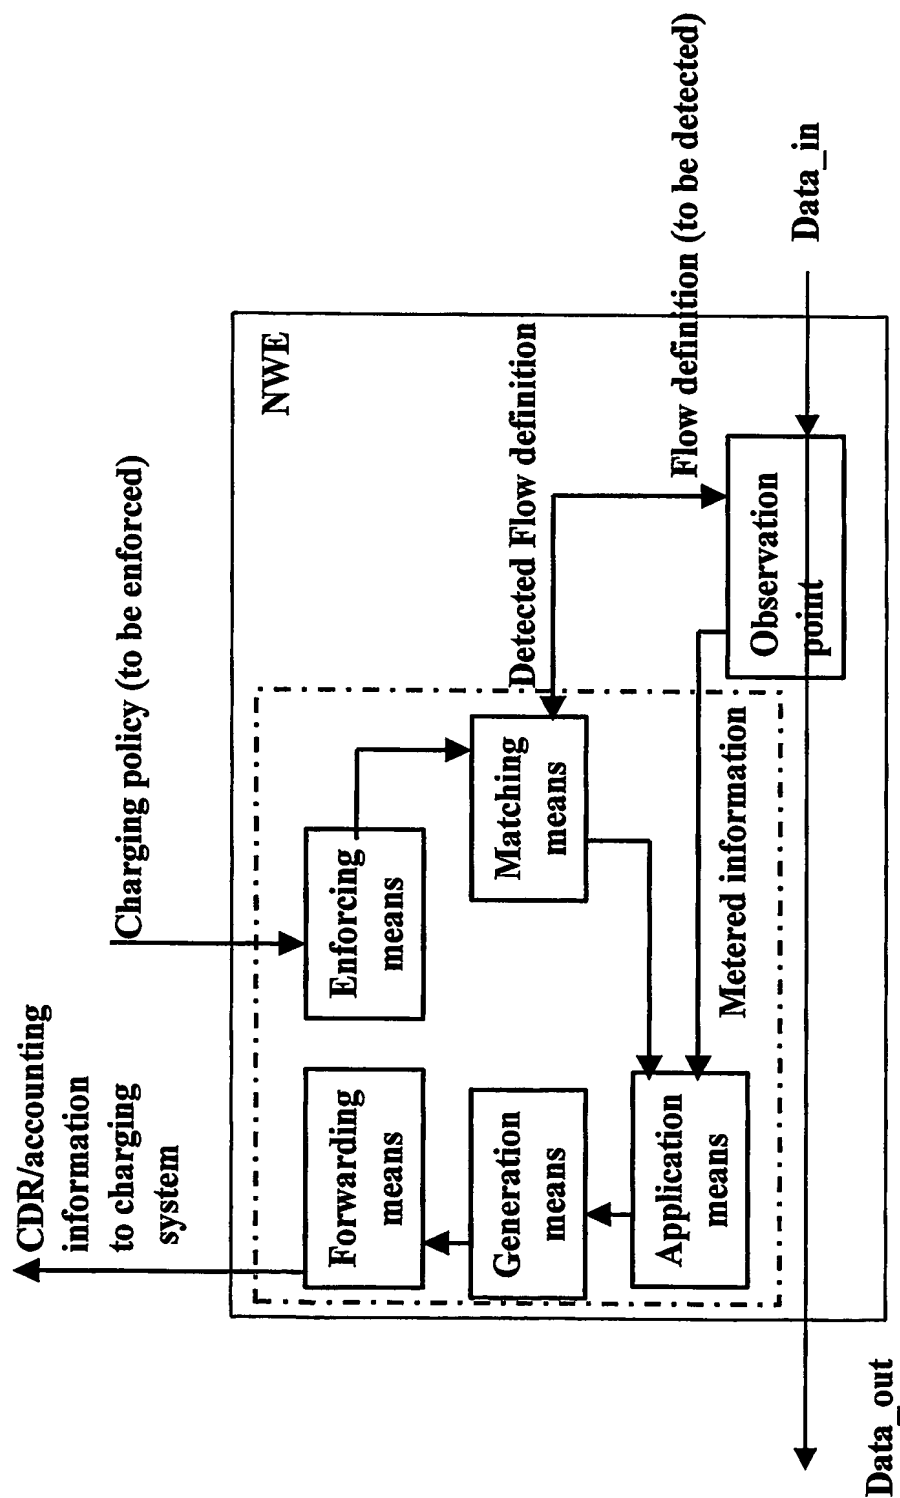 CDR/accounting
information
to charging
system
Charging policy (to be enforced)
NWE
Forwarding
means
Enforcing
means
Generation
means
Matching
means
Detected Flow definition
Application
means
Metered information
Flow definition (to be detected)
Observation
point
Data_in
Data_out